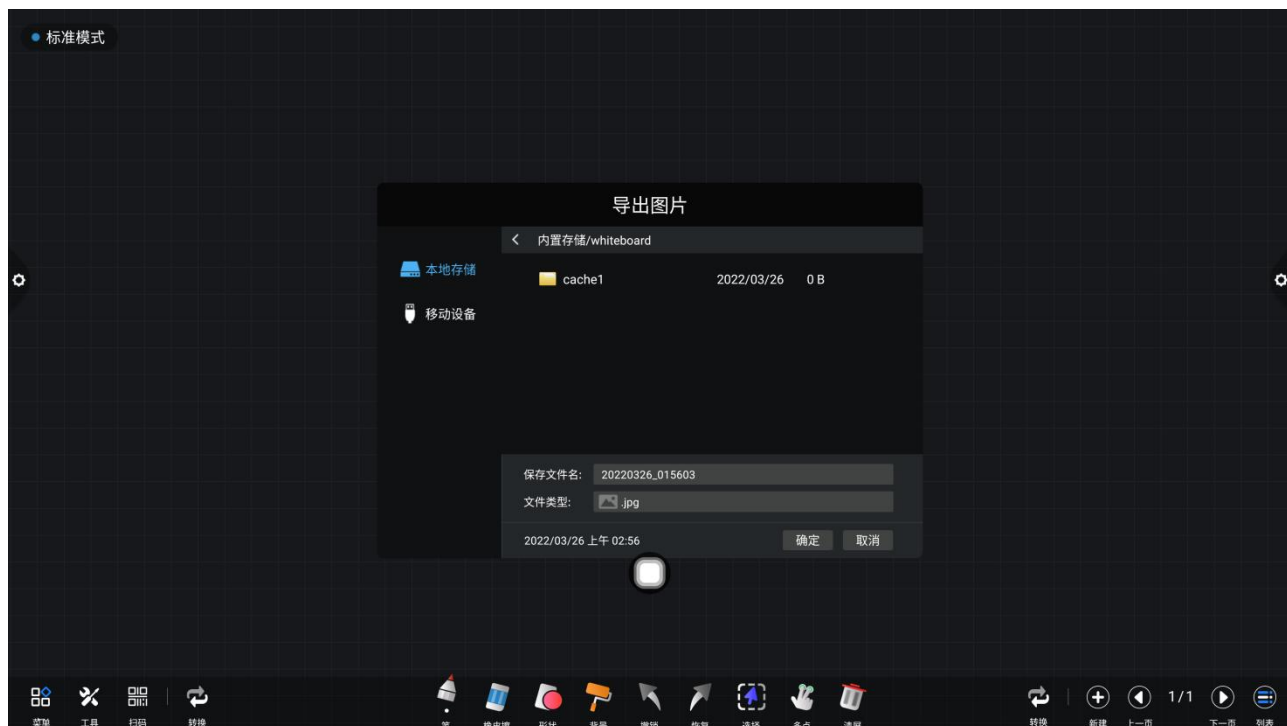 标准模式
导出图片
内置存储/whiteboard
本地存储
cache1 2022/03/26 0 B
移动设备
保存文件名: 20220326_015603
文件类型: .jpg
2022/03/26 上午 02:56 确定 取消
1/1
菜单 工具 扫码 转换 笔 橡皮擦 形状 背景 撤销 恢复 选择 多点 清屏 转换 新建 上一页 下一页 列表